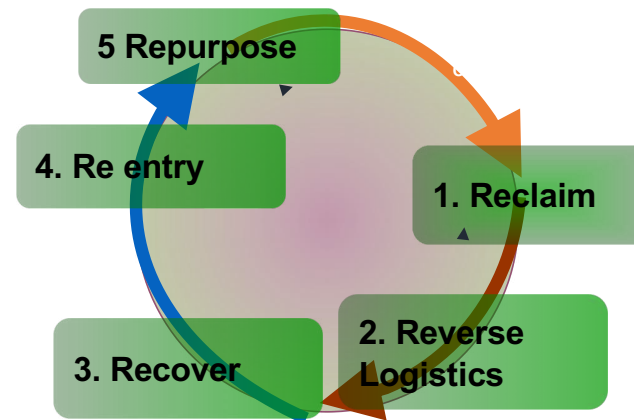 5 Repurpose
4. Re entry
1. Reclaim
2. Reverse
Logistics
3. Recover